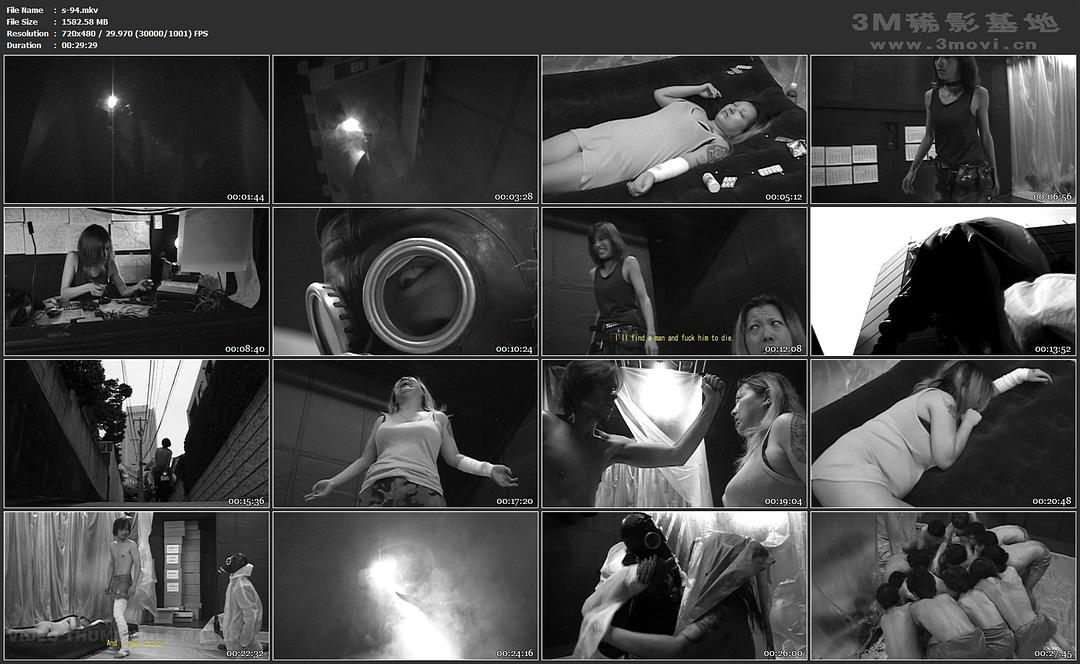 File Name : s-94.mkv
File Size : 1582.58 MB
Resolution : 720x480 / 29.970 (30000/1001) FPS
Duration : 00:29:29
3M稀影基地
www.3movi.cn
00:01:44
00:03:28
00:05:12
00:06:56
00:08:40
00:10:24
I'll find a man and fuck him to die.
00:12:08
00:13:52
00:15:36
00:17:20
00:19:04
00:20:48
And
00:22:32
00:24:16
00:26:00
00:27:45